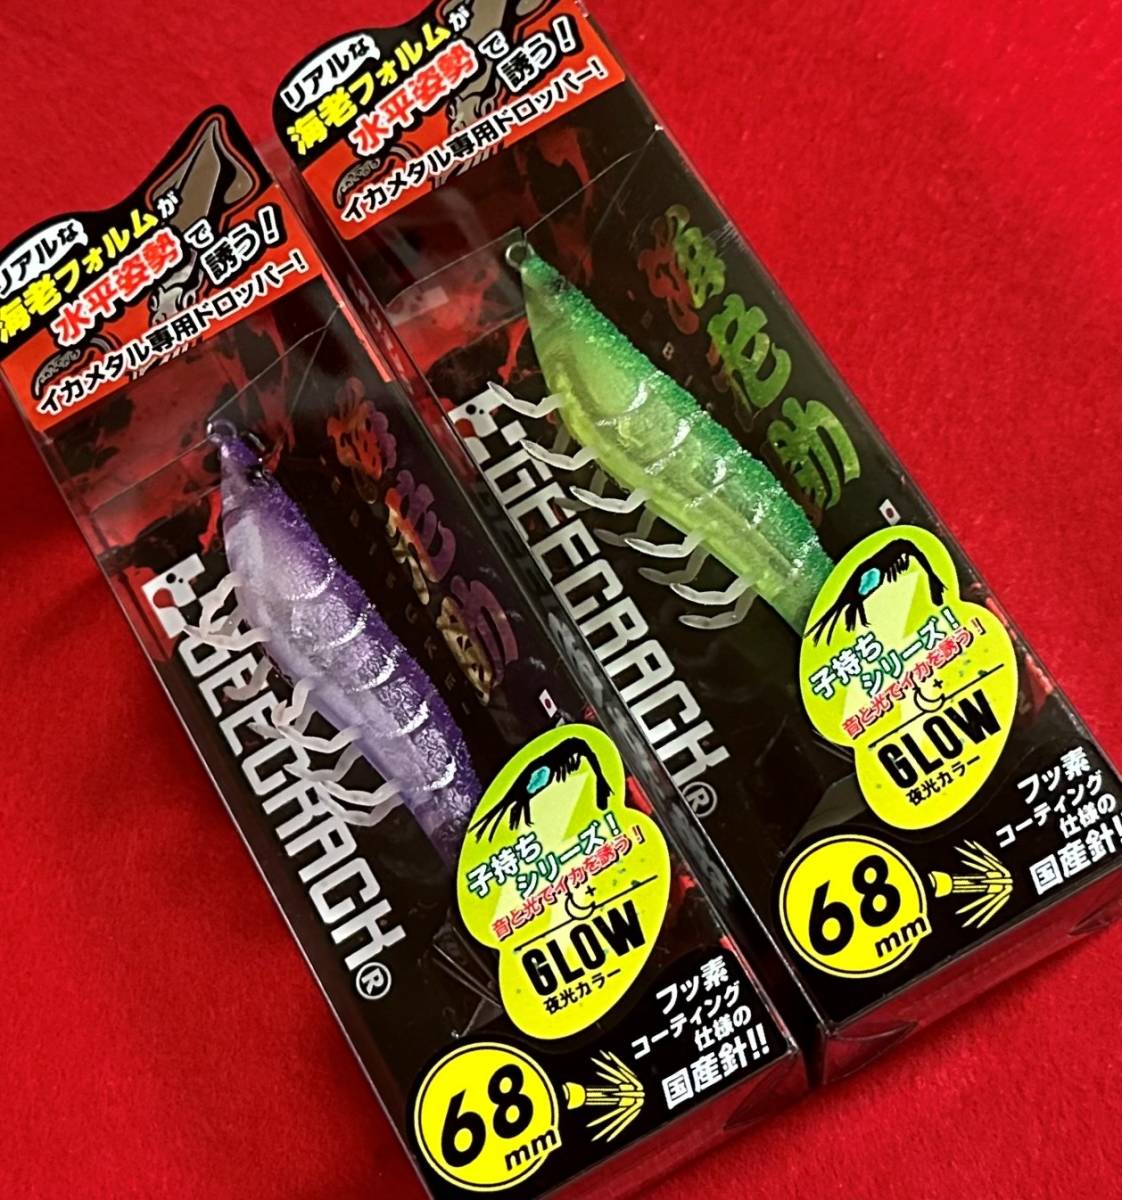 リアルな
海老フォルムが
水平姿勢で
誘う!
イカメタル専用ドロッパー!
GEECRACK®
子持ち
シリーズ!
音と光でイカを誘う!
GLOW
夜光カラー
68
mm
フッ素
コーティング
仕様の
国産針!!
リアルな
海老フォルムが
水平姿勢で
誘う!
イカメタル専用ドロッパー!
GEECRACK®
子持ち
シリーズ!
音と光でイカを誘う!
GLOW
夜光カラー
68
mm
フッ素
コーティング
仕様の
国産針!!